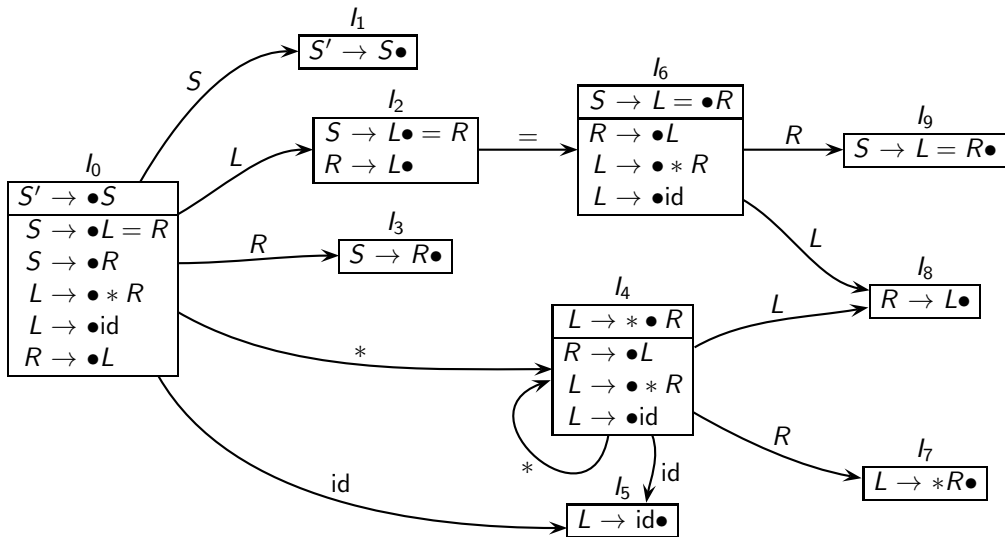 I₁
S′ → S●
S
I₂
S → L● = R
R → L●
L
=
I₆
S → L = ●R
R → ●L
L → ● * R
L → ●id
R
I₉
S → L = R●
I₀
S′ → ●S
S → ●L = R
S → ●R
L → ● * R
L → ●id
R → ●L
R
I₃
S → R●
L
I₈
R → L●
*
I₄
L → * ● R
R → ●L
L → ● * R
L → ●id
L
R
I₇
L → *R●
*
id
id
I₅
L → id●